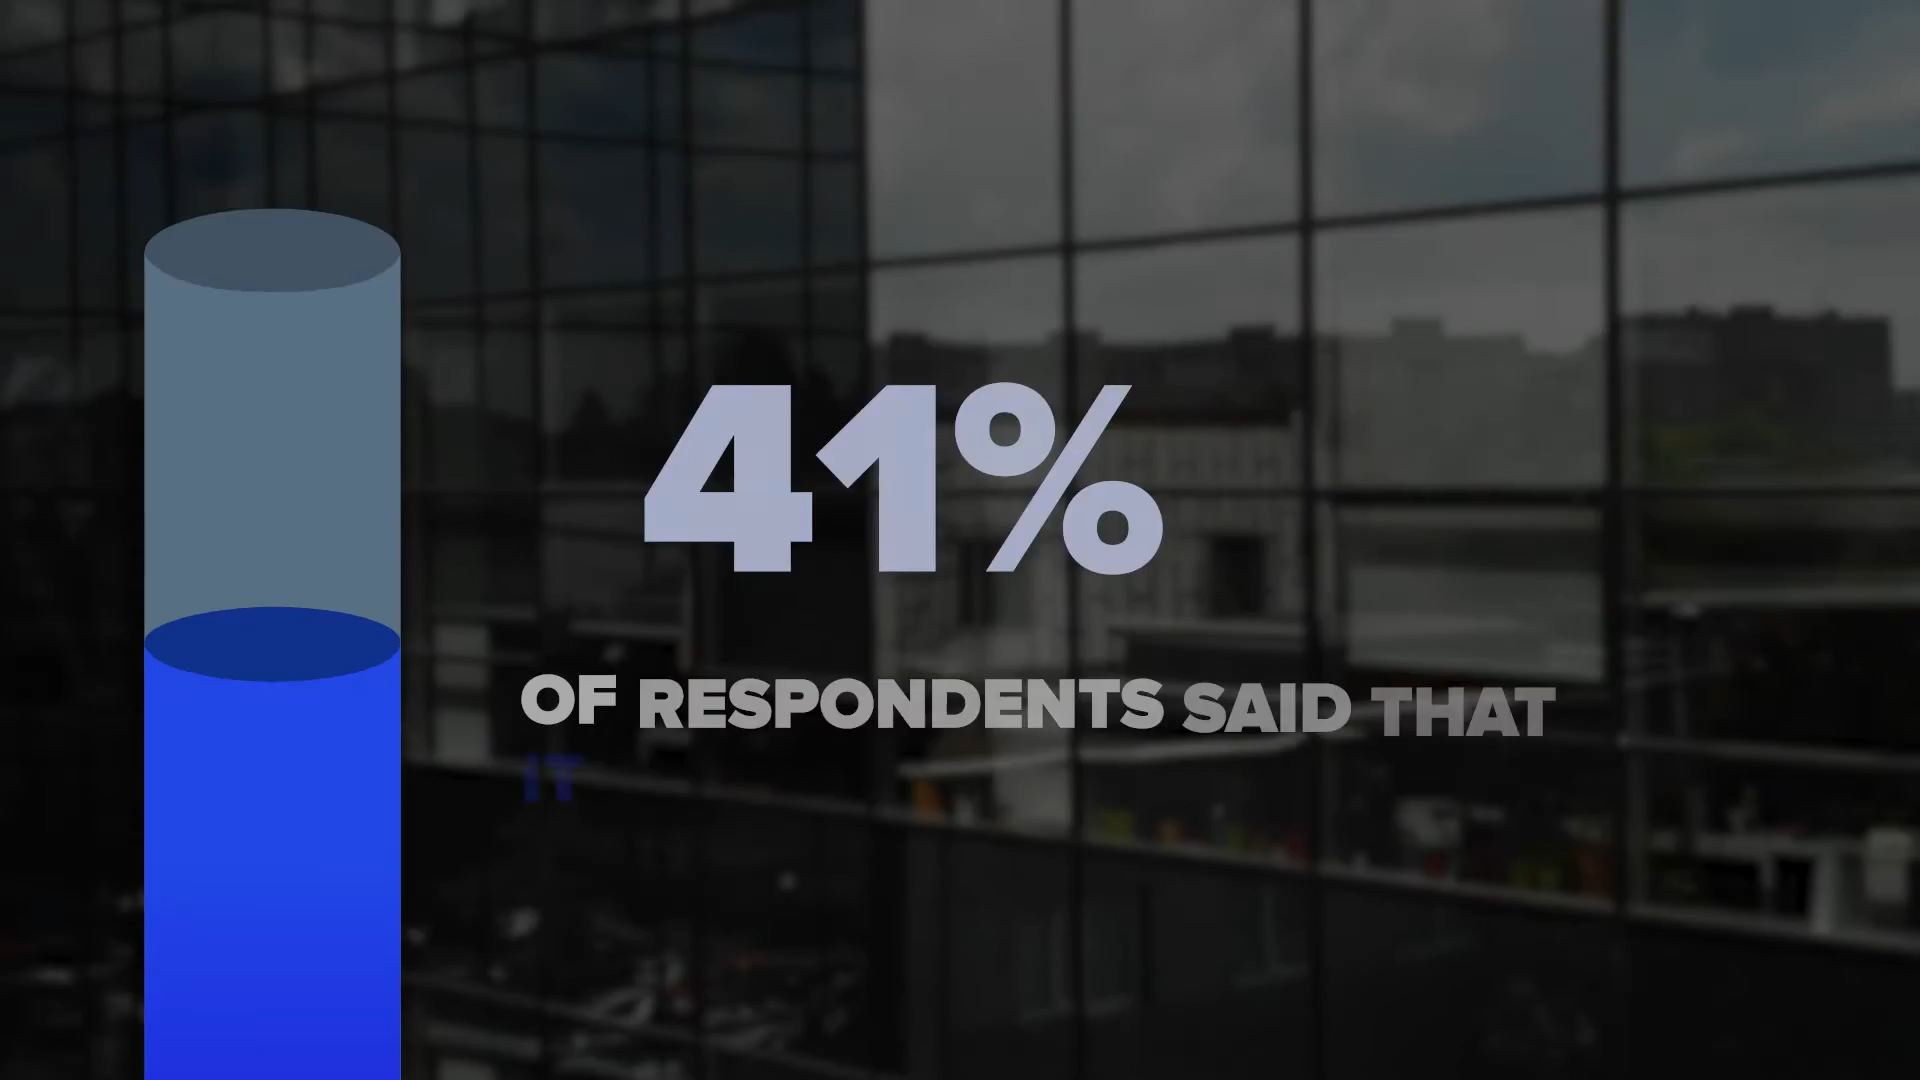 41%
OF RESPONDENTS SAID THAT
IT